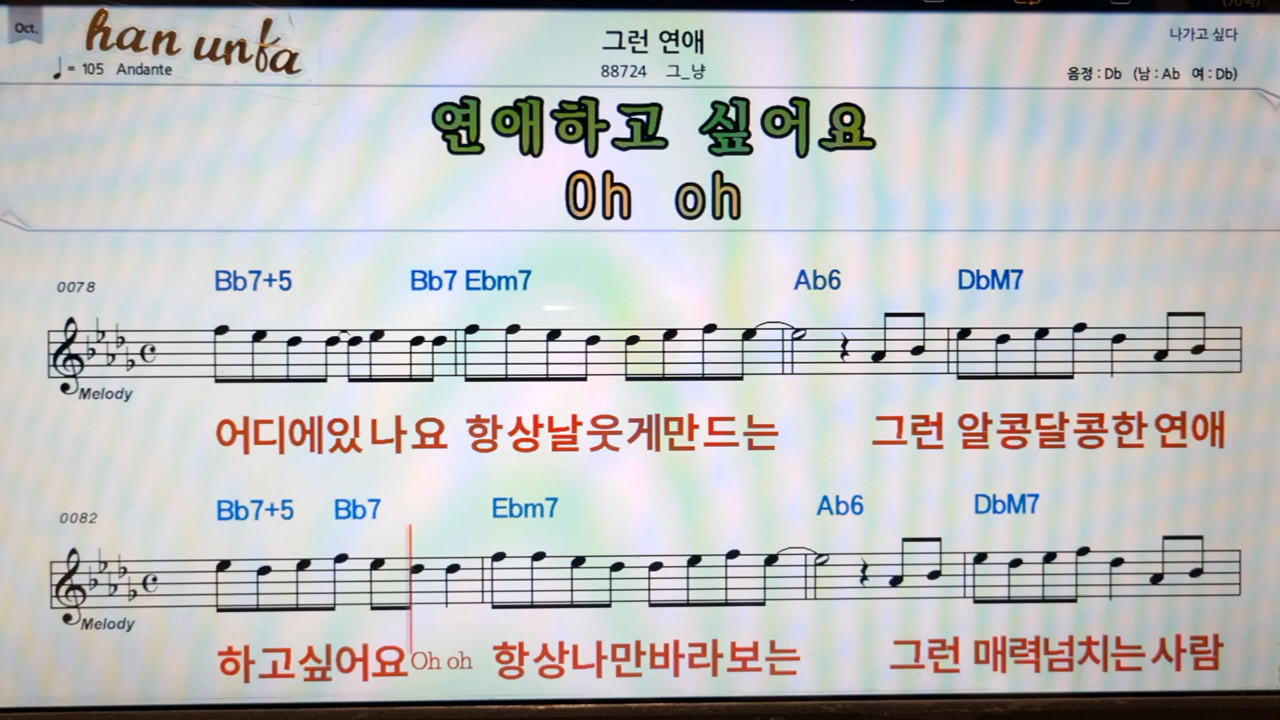 Oct.
han unfa
그런 연애
나가고 싶다
= 105 Andante
88724 그_냥
음정 : Db (남 : Ab 여 : Db)
연애하고 싶어요
Oh oh
0078
Bb7+5 Bb7 Ebm7 Ab6 DbM7
Melody
어디에있나요 항상날웃게만드는 그런 알콩달콩한연애
0082
Bb7+5 Bb7 Ebm7 Ab6 DbM7
Melody
하고싶어요Oh oh 항상나만바라보는 그런 매력넘치는사람